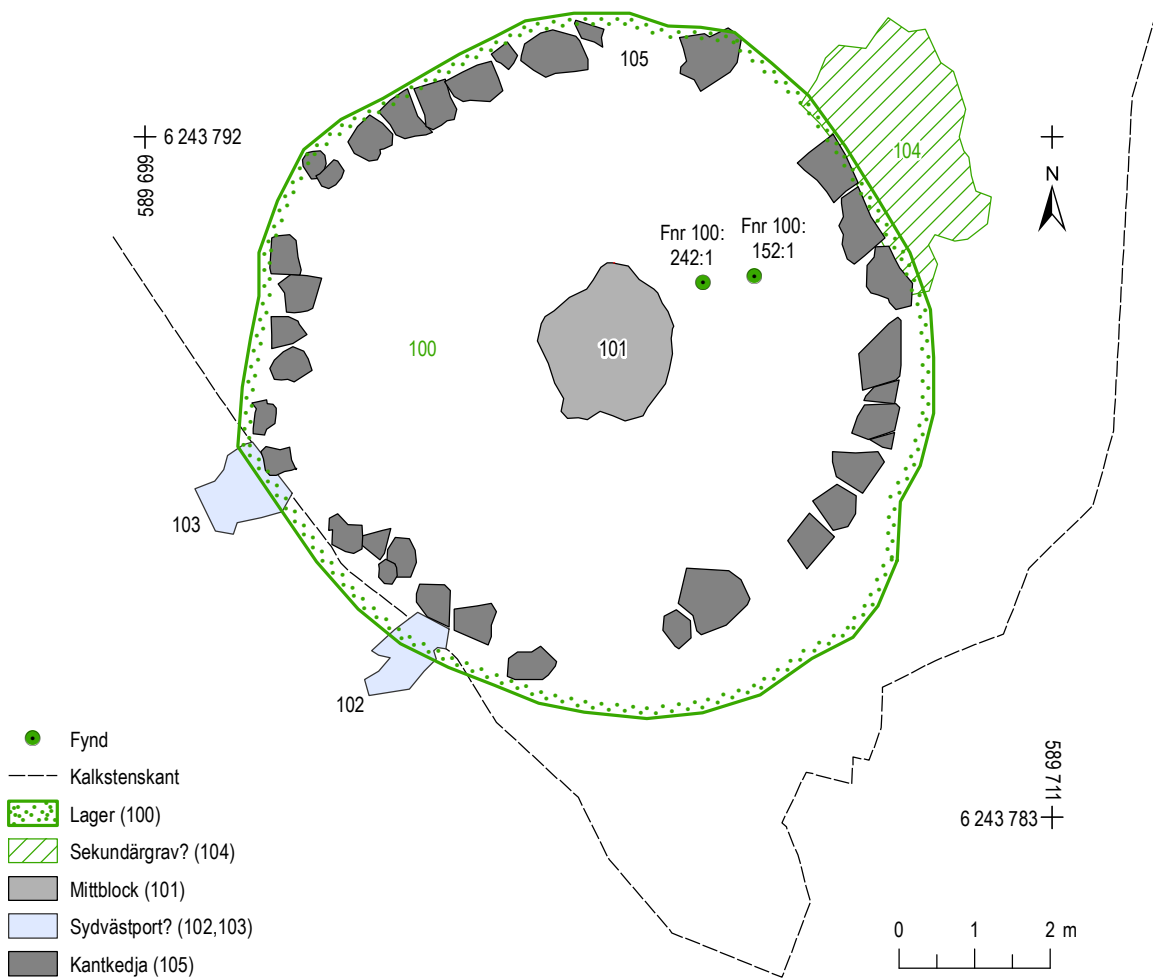 105
6 243 792
589 699
104
N
Fnr 100:
242:1
Fnr 100:
152:1
100
101
103
102
Fynd
Kalkstenskant
Lager (100)
Sekundärgrav? (104)
Mittblock (101)
Sydvästport? (102,103)
Kantkedja (105)
589 711
6 243 783
0 1 2 m